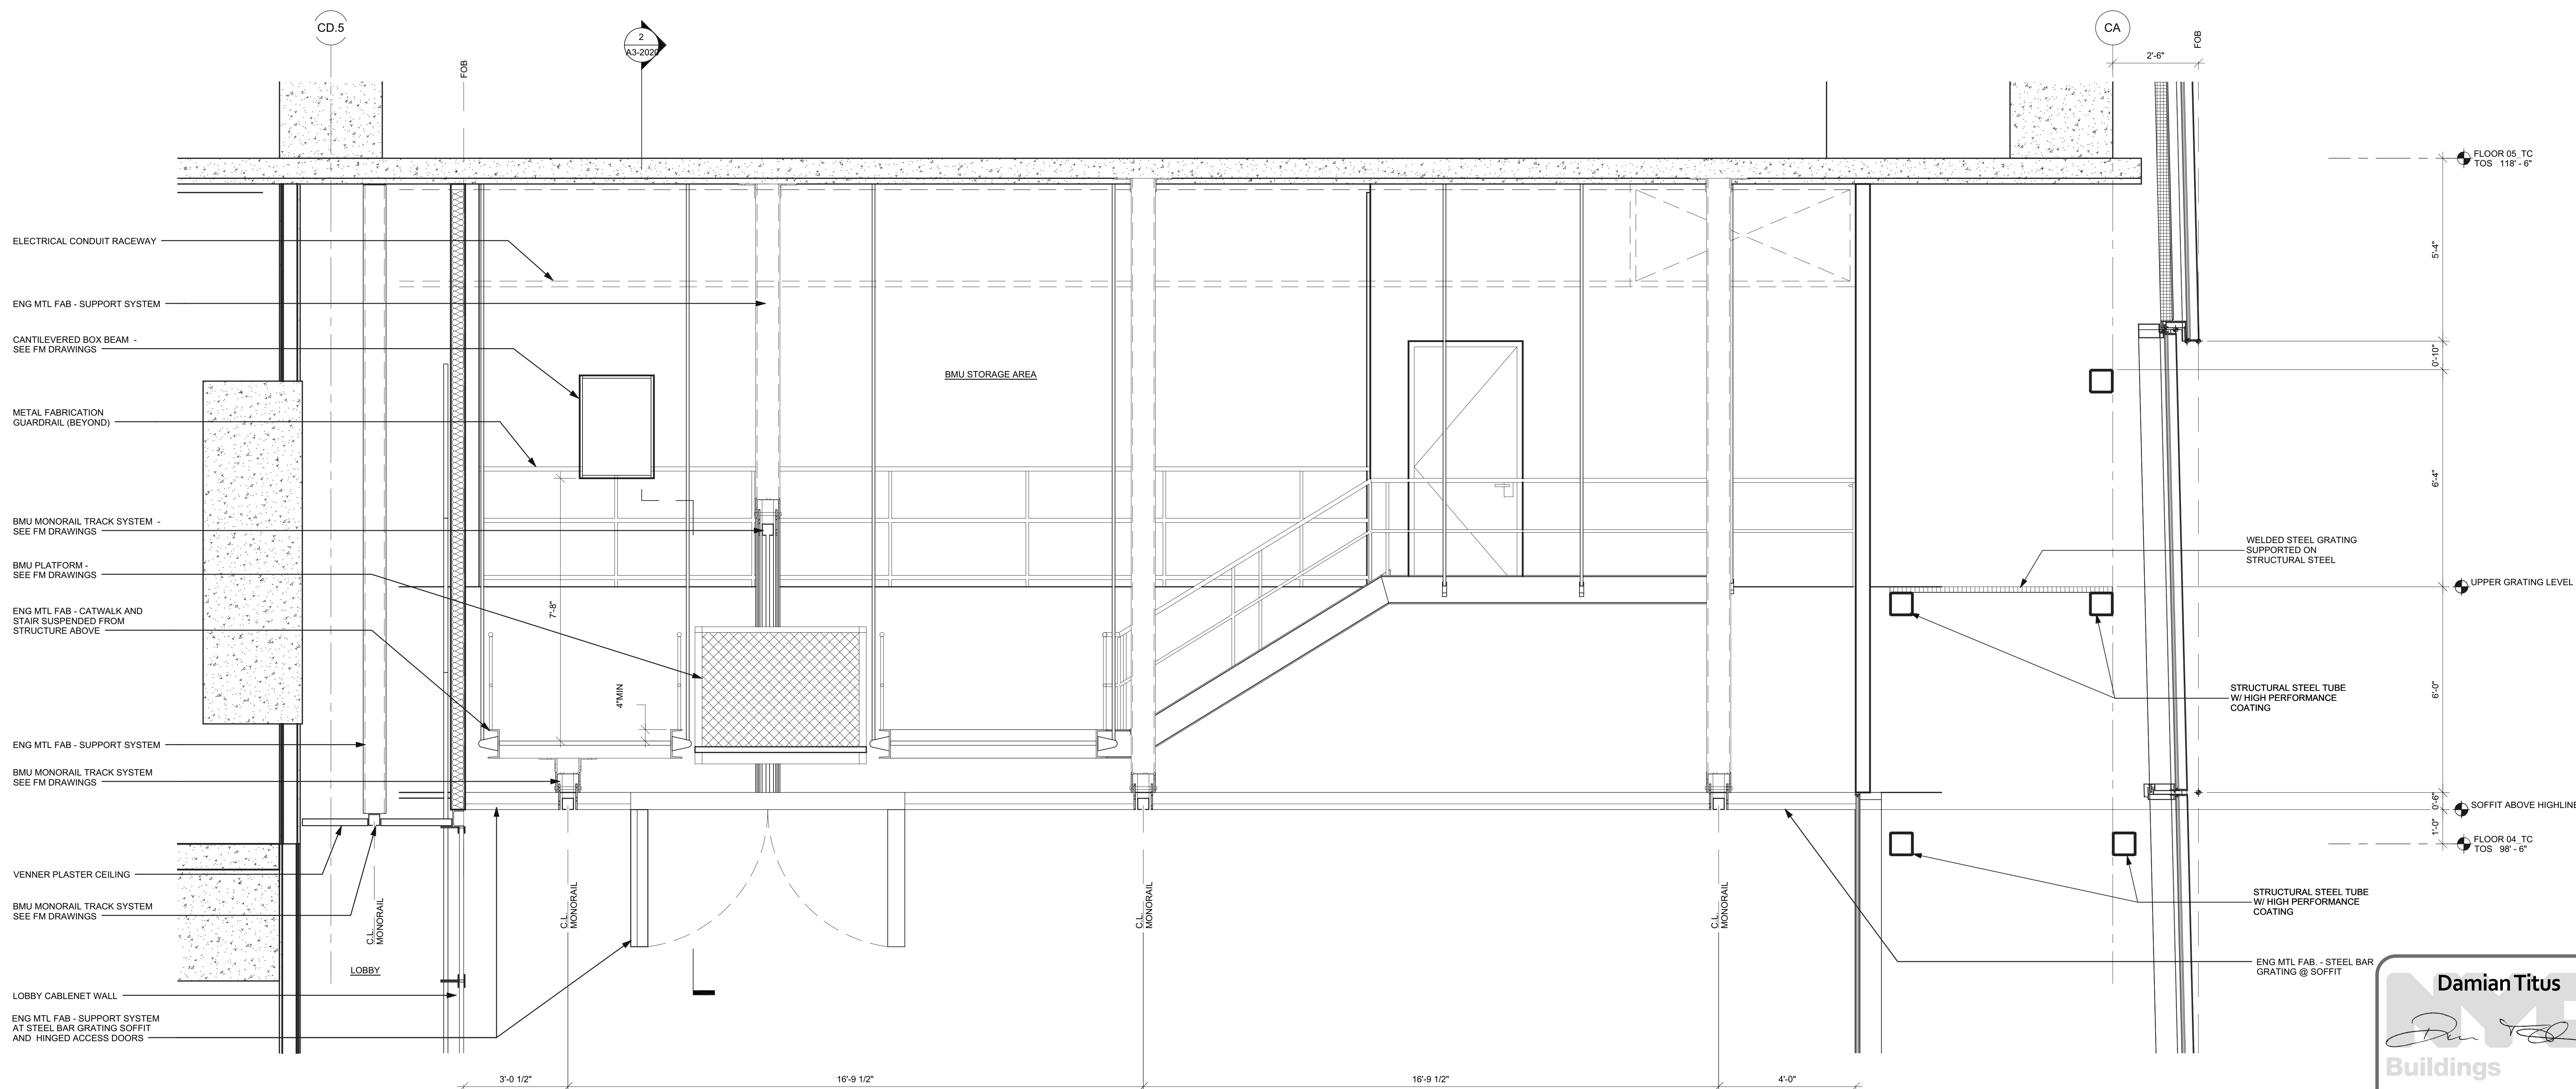 CD.5
FOB
2
A3-2020
CA
2'-6"
FOB
FLOOR 05_TC
TOS 118' - 6"
ELECTRICAL CONDUIT RACEWAY
5'-4"
ENG MTL FAB - SUPPORT SYSTEM
CANTILEVERED BOX BEAM -
SEE FM DRAWINGS
0'-10"
BMU STORAGE AREA
METAL FABRICATION
GUARDRAIL (BEYOND)
6'-4"
BMU MONORAIL TRACK SYSTEM -
SEE FM DRAWINGS
WELDED STEEL GRATING
SUPPORTED ON
STRUCTURAL STEEL
BMU PLATFORM -
SEE FM DRAWINGS
UPPER GRATING LEVEL
ENG MTL FAB - CATWALK AND
STAIR SUSPENDED FROM
STRUCTURE ABOVE
7'-8"
4"MIN
6'-0"
STRUCTURAL STEEL TUBE
W/ HIGH PERFORMANCE
COATING
ENG MTL FAB - SUPPORT SYSTEM
BMU MONORAIL TRACK SYSTEM
SEE FM DRAWINGS
0'-6"
SOFFIT ABOVE HIGHLINE
1'-0"
FLOOR 04_TC
TOS 98' - 6"
VENNER PLASTER CEILING
BMU MONORAIL TRACK SYSTEM
SEE FM DRAWINGS
C.L.
MONORAIL
C.L.
MONORAIL
C.L.
MONORAIL
C.L.
MONORAIL
STRUCTURAL STEEL TUBE
W/ HIGH PERFORMANCE
COATING
LOBBY
ENG MTL FAB. - STEEL BAR
GRATING @ SOFFIT
LOBBY CABLENET WALL
ENG MTL FAB - SUPPORT SYSTEM
AT STEEL BAR GRATING SOFFIT
AND HINGED ACCESS DOORS
Damian Titus
NYC
Buildings
3'-0 1/2"
16'-9 1/2"
16'-9 1/2"
4'-0"